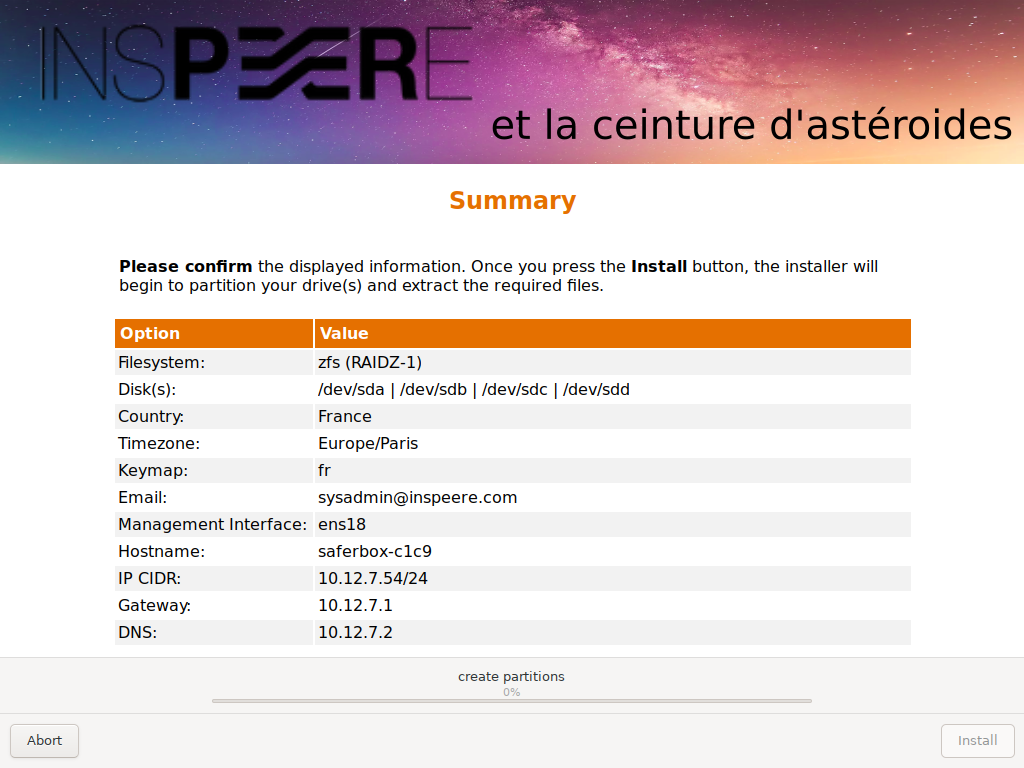 INSPEERE
et la ceinture d'astéroides
Summary
Please confirm the displayed information. Once you press the Install button, the installer will
begin to partition your drive(s) and extract the required files.
Option Value
Filesystem: zfs (RAIDZ-1)
Disk(s): /dev/sda | /dev/sdb | /dev/sdc | /dev/sdd
Country: France
Timezone: Europe/Paris
Keymap: fr
Email: sysadmin@inspeere.com
Management Interface: ens18
Hostname: saferbox-c1c9
IP CIDR: 10.12.7.54/24
Gateway: 10.12.7.1
DNS: 10.12.7.2
create partitions
0%
Abort Install